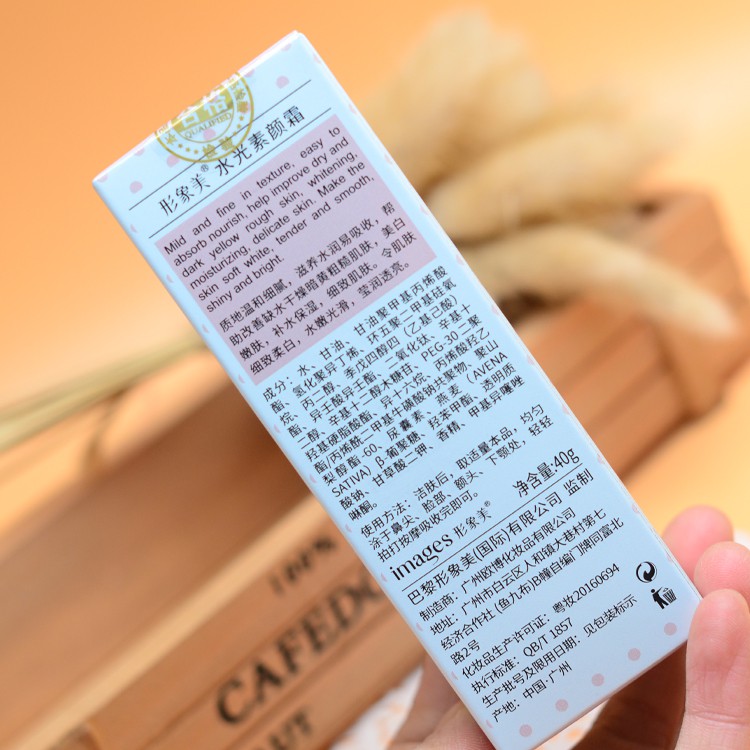 合格
QUALIFIED
检验
形象美® 水光素颜霜
Mild and fine in texture, easy to
absorb nourish, help improve dry and
dark yellow rough skin, whitening,
moisturizing, delicate skin. Make the
skin soft white, tender and smooth,
shiny and bright.
质地温和细腻，滋养水润易吸收，帮
助改善缺水干燥暗黄粗糙肌肤，美白
嫩肤，补水保湿，细致肌肤。令肌肤
细致柔白，水嫩光滑，莹润透亮。
成分：水、甘油、甘油聚甲基丙烯酸
酯、氢化聚异丁烯、环五聚二甲基硅氧
烷、丁二醇、季戊四醇四（乙基己酸）
酯、异壬酸异壬酯、二氧化钛、辛基十
二醇、辛基十二醇木糖苷、PEG-30 二聚
羟基硬脂酸酯、异十六烷、丙烯酸羟乙
酯/丙烯酰二甲基牛磺酸钠共聚物、聚山
梨醇酯-60、尿囊素、燕麦（AVENA
SATIVA）、葡聚糖、羟苯甲酯、透明质
酸钠、甘草酸二钾、香精、甲基异噻唑
啉酮。
使用方法：洁肤后，取适量本品，均匀
涂于鼻尖、脸部、额头、下颚处，轻轻
拍打按摩吸收完即可。
images 形象美® 净含量:40g
巴黎形象美(国际)有限公司 监制
制造商：广州欧博化妆品有限公司
地址：广州市白云区人和镇大巷村第七
经济合作社（鱼九布)B幢自编门牌同富北
路2号
化妆品生产许可证：粤妆20160694
执行标准：QB/T 1857
生产批号及限用日期：见包装标示
产地：中国·广州
100%
CAFEDO